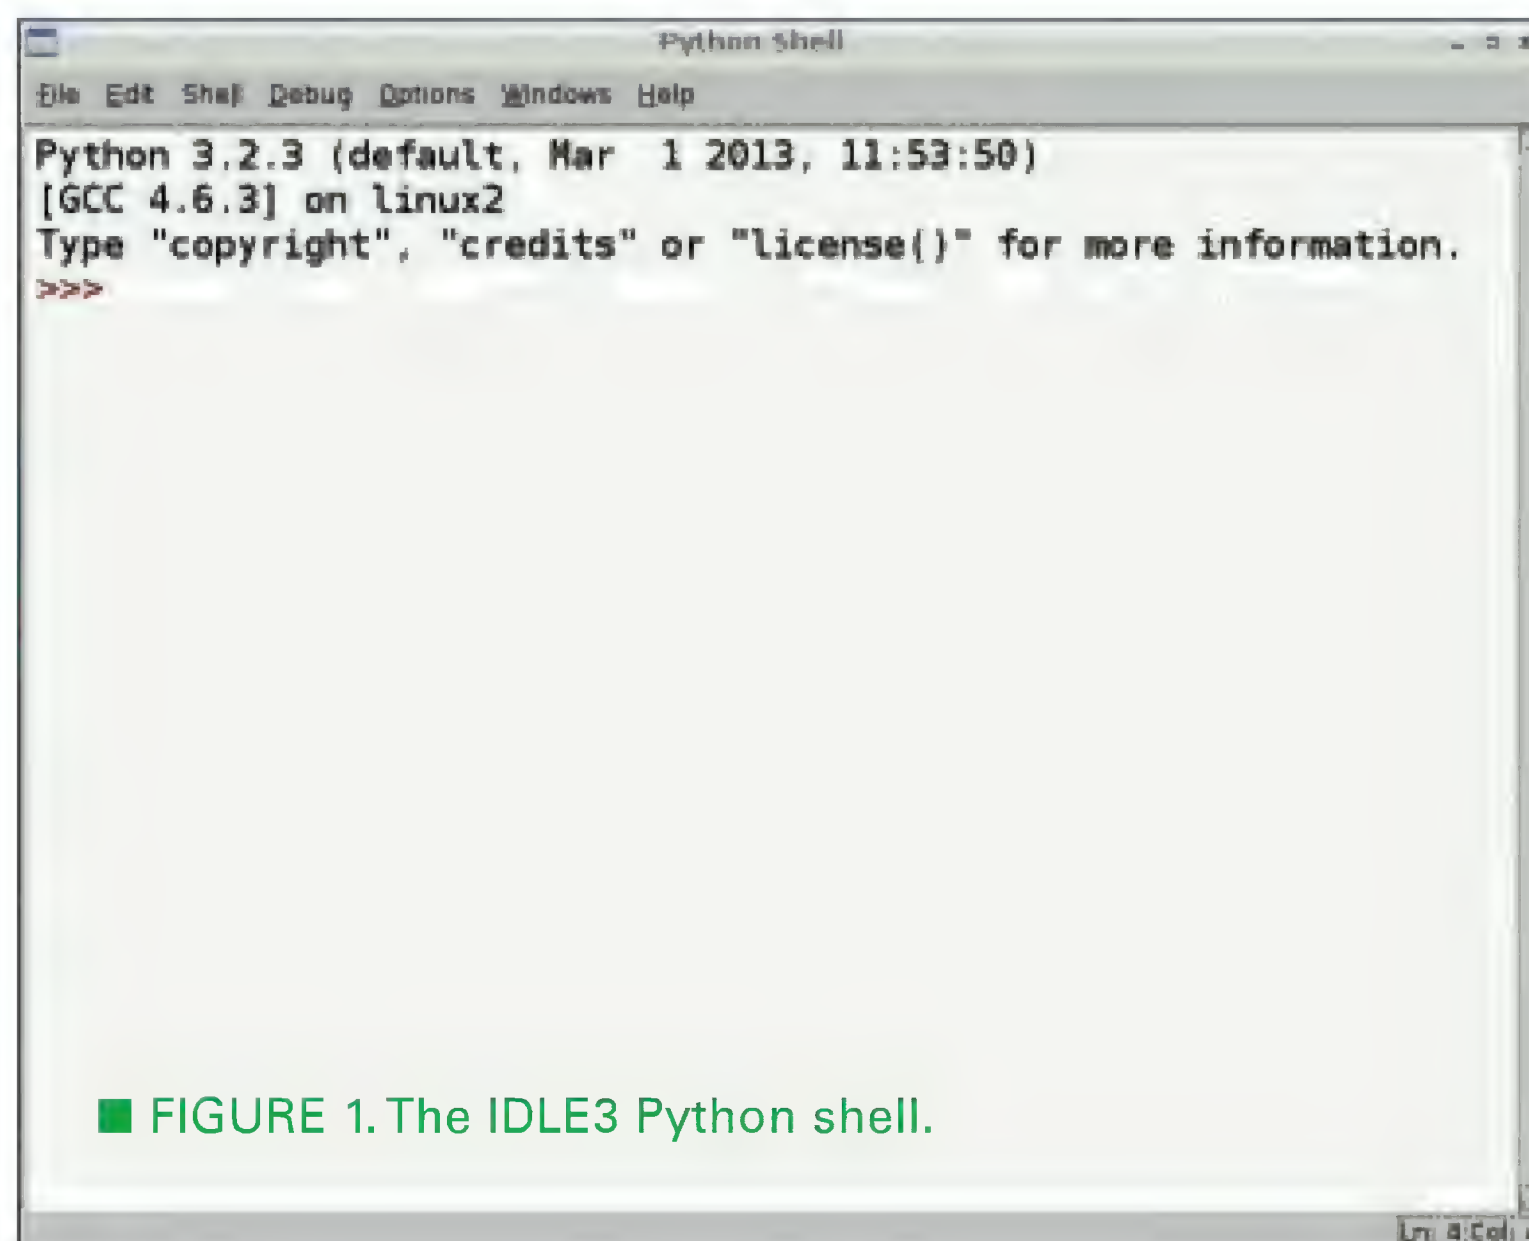 Python Shell
File Edit Shell Debug Options Windows Help
Python 3.2.3 (default, Mar  1 2013, 11:53:50)
[GCC 4.6.3] on linux2
Type "copyright", "credits" or "license()" for more information.
>>>
■ FIGURE 1. The IDLE3 Python shell.
Ln: Col: